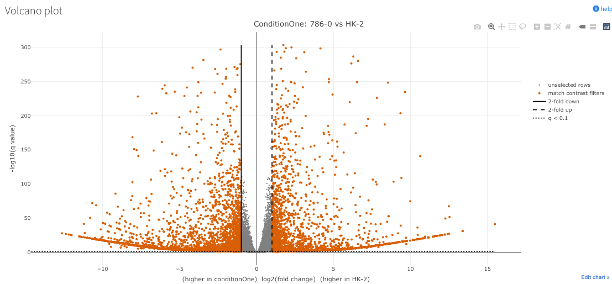 Volcano plot
help
ConditionOne: 786-0 vs HK-2
300
250
200
150
100
50
0
−log10(q value)
−10
−5
0
5
10
15
(higher in conditionOne) log2(fold change) (higher in HK-2)
unselected rows
match contrast filters
2-fold down
2-fold up
q < 0.1
Edit chart »